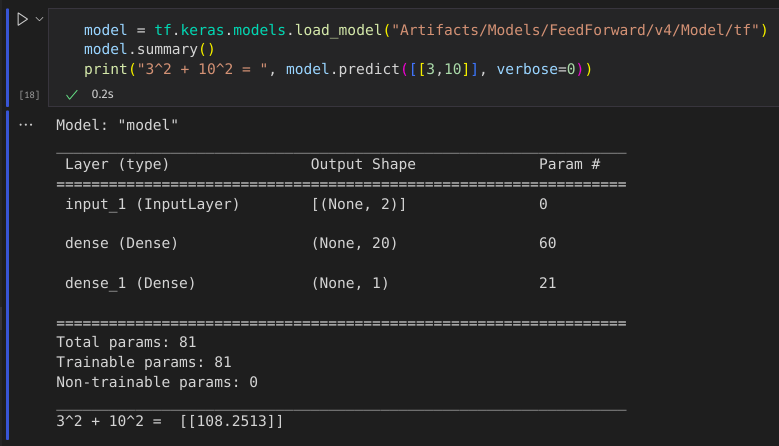 model = tf.keras.models.load_model("Artifacts/Models/FeedForward/v4/Model/tf")
model.summary()
print("3^2 + 10^2 = ", model.predict([[3,10]], verbose=0))
[18]
0.2s
...
Model: "model"
_________________________________________________________________
Layer (type) Output Shape Param #
=================================================================
input_1 (InputLayer) [(None, 2)] 0
dense (Dense) (None, 20) 60
dense_1 (Dense) (None, 1) 21
=================================================================
Total params: 81
Trainable params: 81
Non-trainable params: 0
_________________________________________________________________
3^2 + 10^2 =  [[108.2513]]